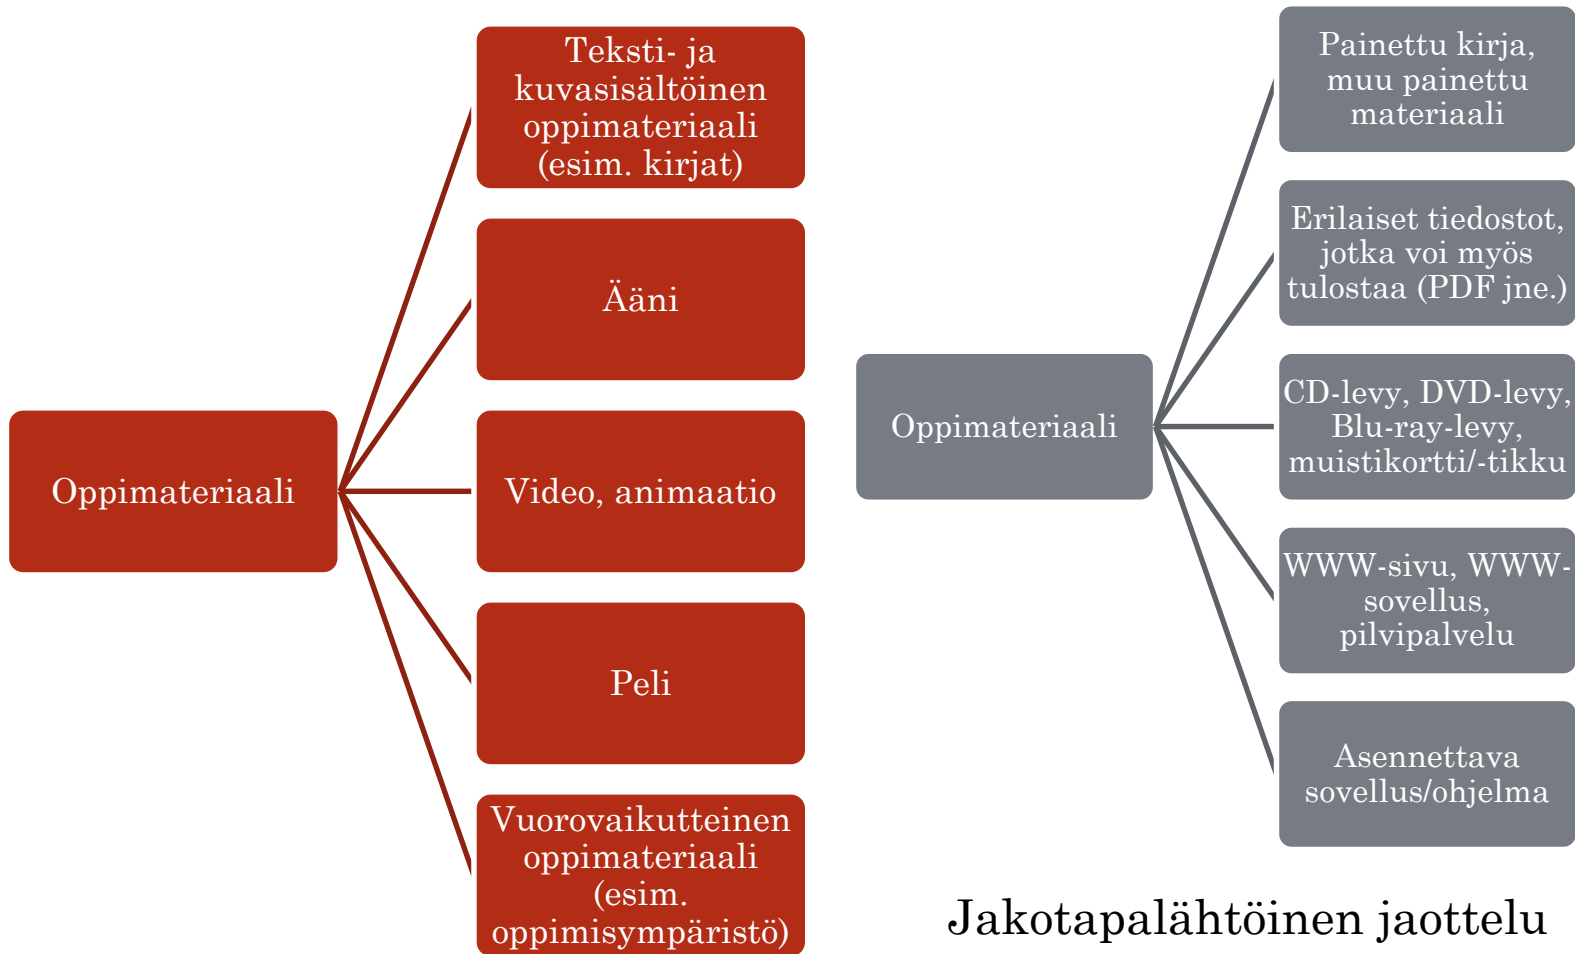 Oppimateriaali
Teksti- ja
kuvasisältöinen
oppimateriaali
(esim. kirjat)
Ääni
Video, animaatio
Peli
Vuorovaikutteinen
oppimateriaali
(esim.
oppimisympäristö)
Oppimateriaali
Painettu kirja,
muu painettu
materiaali
Erilaiset tiedostot,
jotka voi myös
tulostaa (PDF jne.)
CD-levy, DVD-levy,
Blu-ray-levy,
muistikortti/-tikku
WWW-sivu, WWW-
sovellus,
pilvipalvelu
Asennettava
sovellus/ohjelma
Jakotapalähtöinen jaottelu